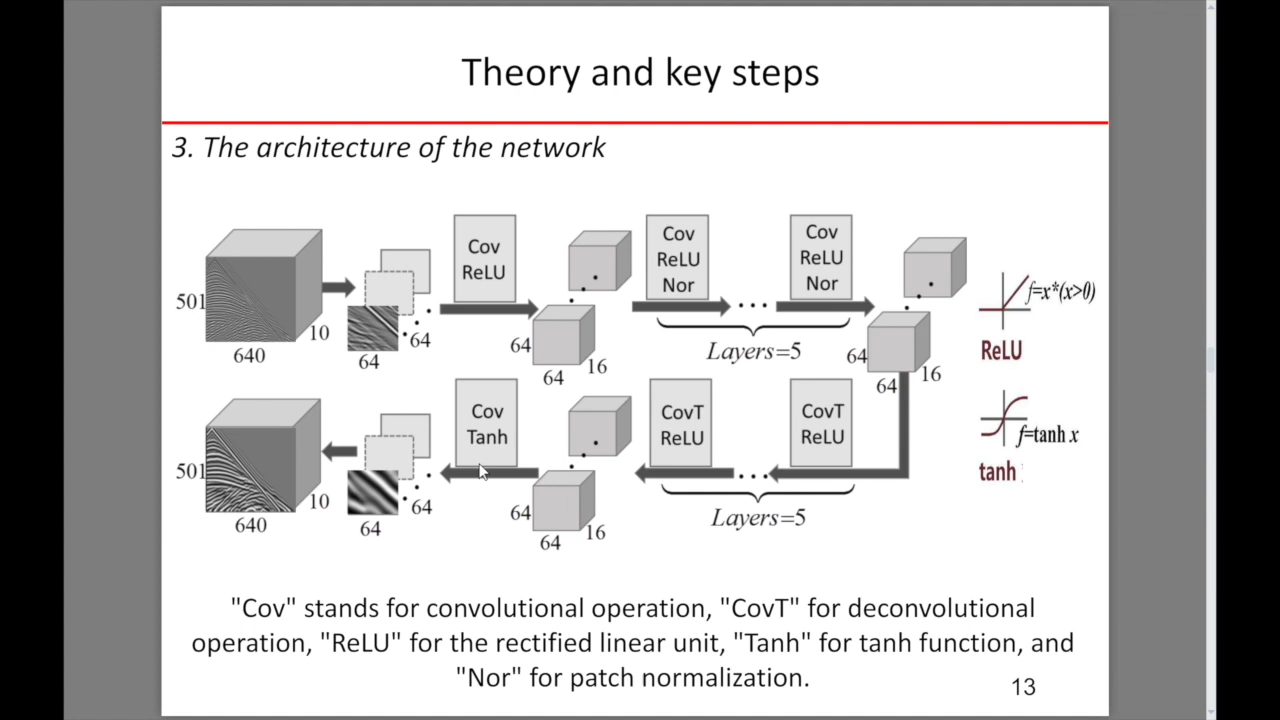 Theory and key steps
3. The architecture of the network
501
640
10
64
64
Cov
ReLU
64
64
16
Cov
ReLU
Nor
Cov
ReLU
Nor
Layers=5
64
64
16
f=x*(x>0)
ReLU
f=tanh x
tanh
501
640
10
64
64
Cov
Tanh
64
64
16
CovT
ReLU
CovT
ReLU
Layers=5
"Cov" stands for convolutional operation, "CovT" for deconvolutional
operation, "ReLU" for the rectified linear unit, "Tanh" for tanh function, and
"Nor" for patch normalization.
13